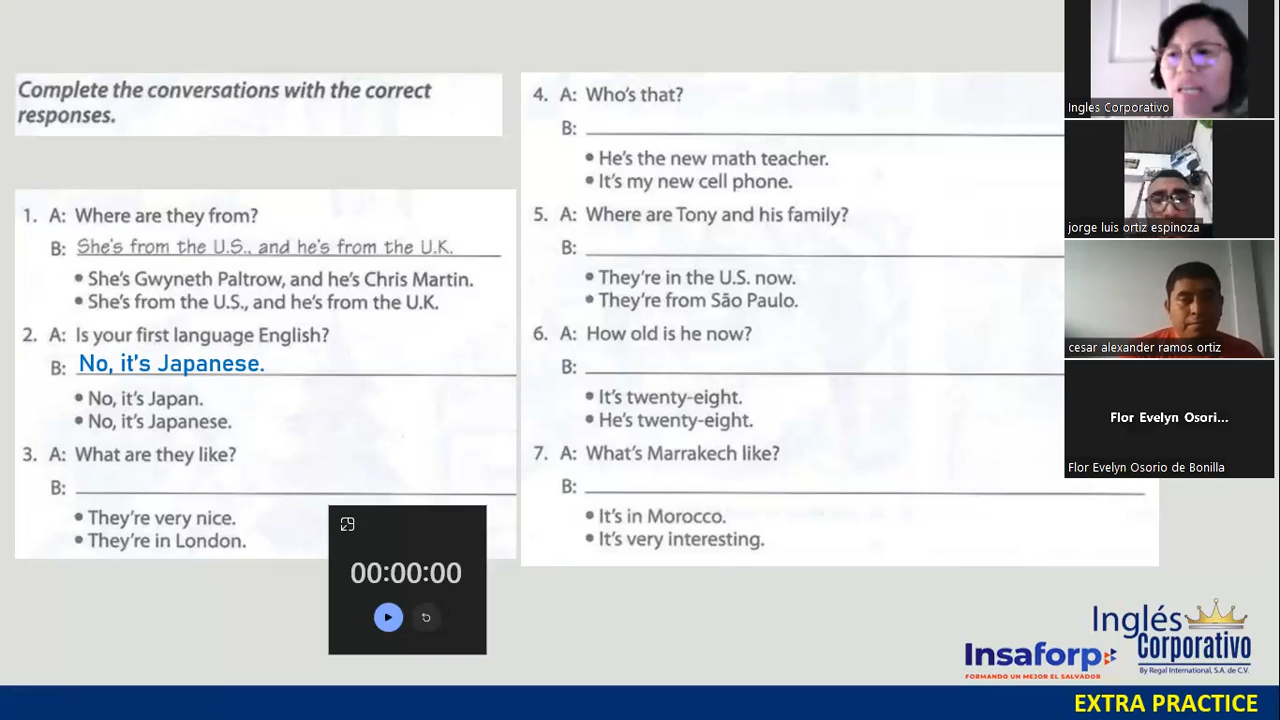 Complete the conversations with the correct
responses.
1. A: Where are they from?
B: She's from the U.S., and he's from the U.K.
• She's Gwyneth Paltrow, and he's Chris Martin.
• She's from the U.S., and he's from the U.K.
2. A: Is your first language English?
B: No, it's Japanese.
• No, it's Japan.
• No, it's Japanese.
3. A: What are they like?
B:
• They're very nice.
• They're in London.
00:00:00
4. A: Who's that?
B:
• He's the new math teacher.
• It's my new cell phone.
5. A: Where are Tony and his family?
B:
• They're in the U.S. now.
• They're from São Paulo.
6. A: How old is he now?
B:
• It's twenty-eight.
• He's twenty-eight.
7. A: What's Marrakech like?
B:
• It's in Morocco.
• It's very interesting.
Ingles Corporativo
jorge luis ortiz espinoza
cesar alexander ramos ortiz
Flor Evelyn Osori...
Flor Evelyn Osorio de Bonilla
Insaforp
FORMANDO UN MEJOR EL SALVADOR
Inglés
Corporativo
By Regal International, S.A. de C.V.
EXTRA PRACTICE